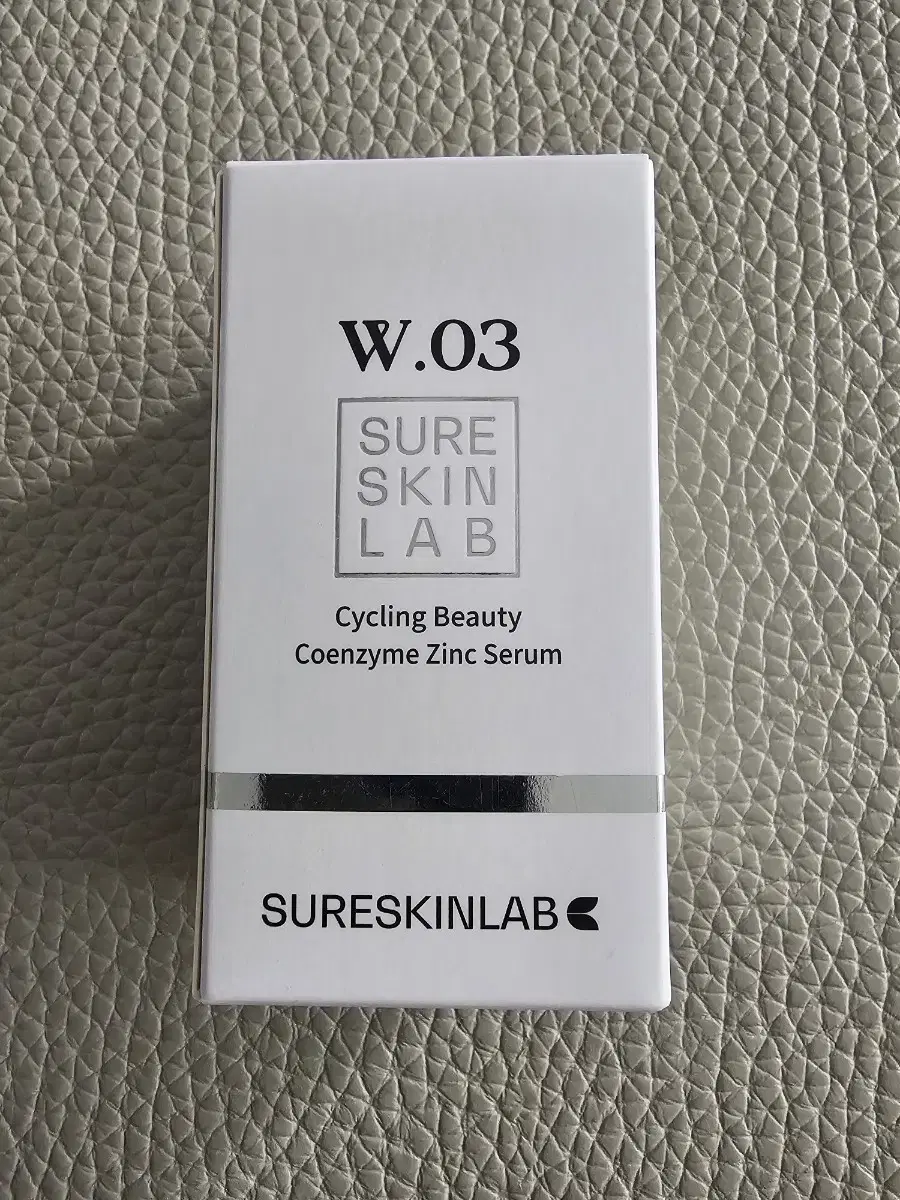 W.03
SURE
SKIN
LAB
Cycling Beauty
Coenzyme Zinc Serum
SURESKINLAB